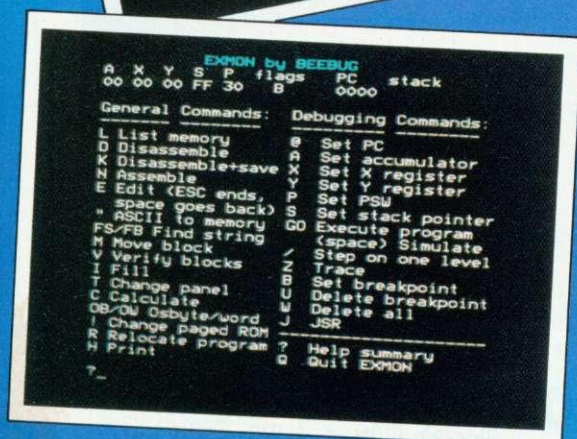 EXMON by BEEBUG
A X Y S P flags PC stack
00 00 00 FF 30 B 0000
General Commands:
L List memory
D Disassemble
K Disassemble+save
N Assemble
E Edit (ESC ends,
space goes back)
" ASCII to memory
FS/FB Find string
M Move block
V Verify blocks
I Fill
T Change panel
C Calculate
OB/OW Osbyte/word
! Change paged ROM
R Relocate program
H Print
?_
Debugging Commands:
@ Set PC
A Set accumulator
X Set X register
Y Set Y register
P Set PSW
S Set stack pointer
GO Execute program
(space) Simulate
/ Step on one level
Z Trace
B Set breakpoint
U Delete breakpoint
W Delete all
J JSR
? Help summary
Q Quit EXMON